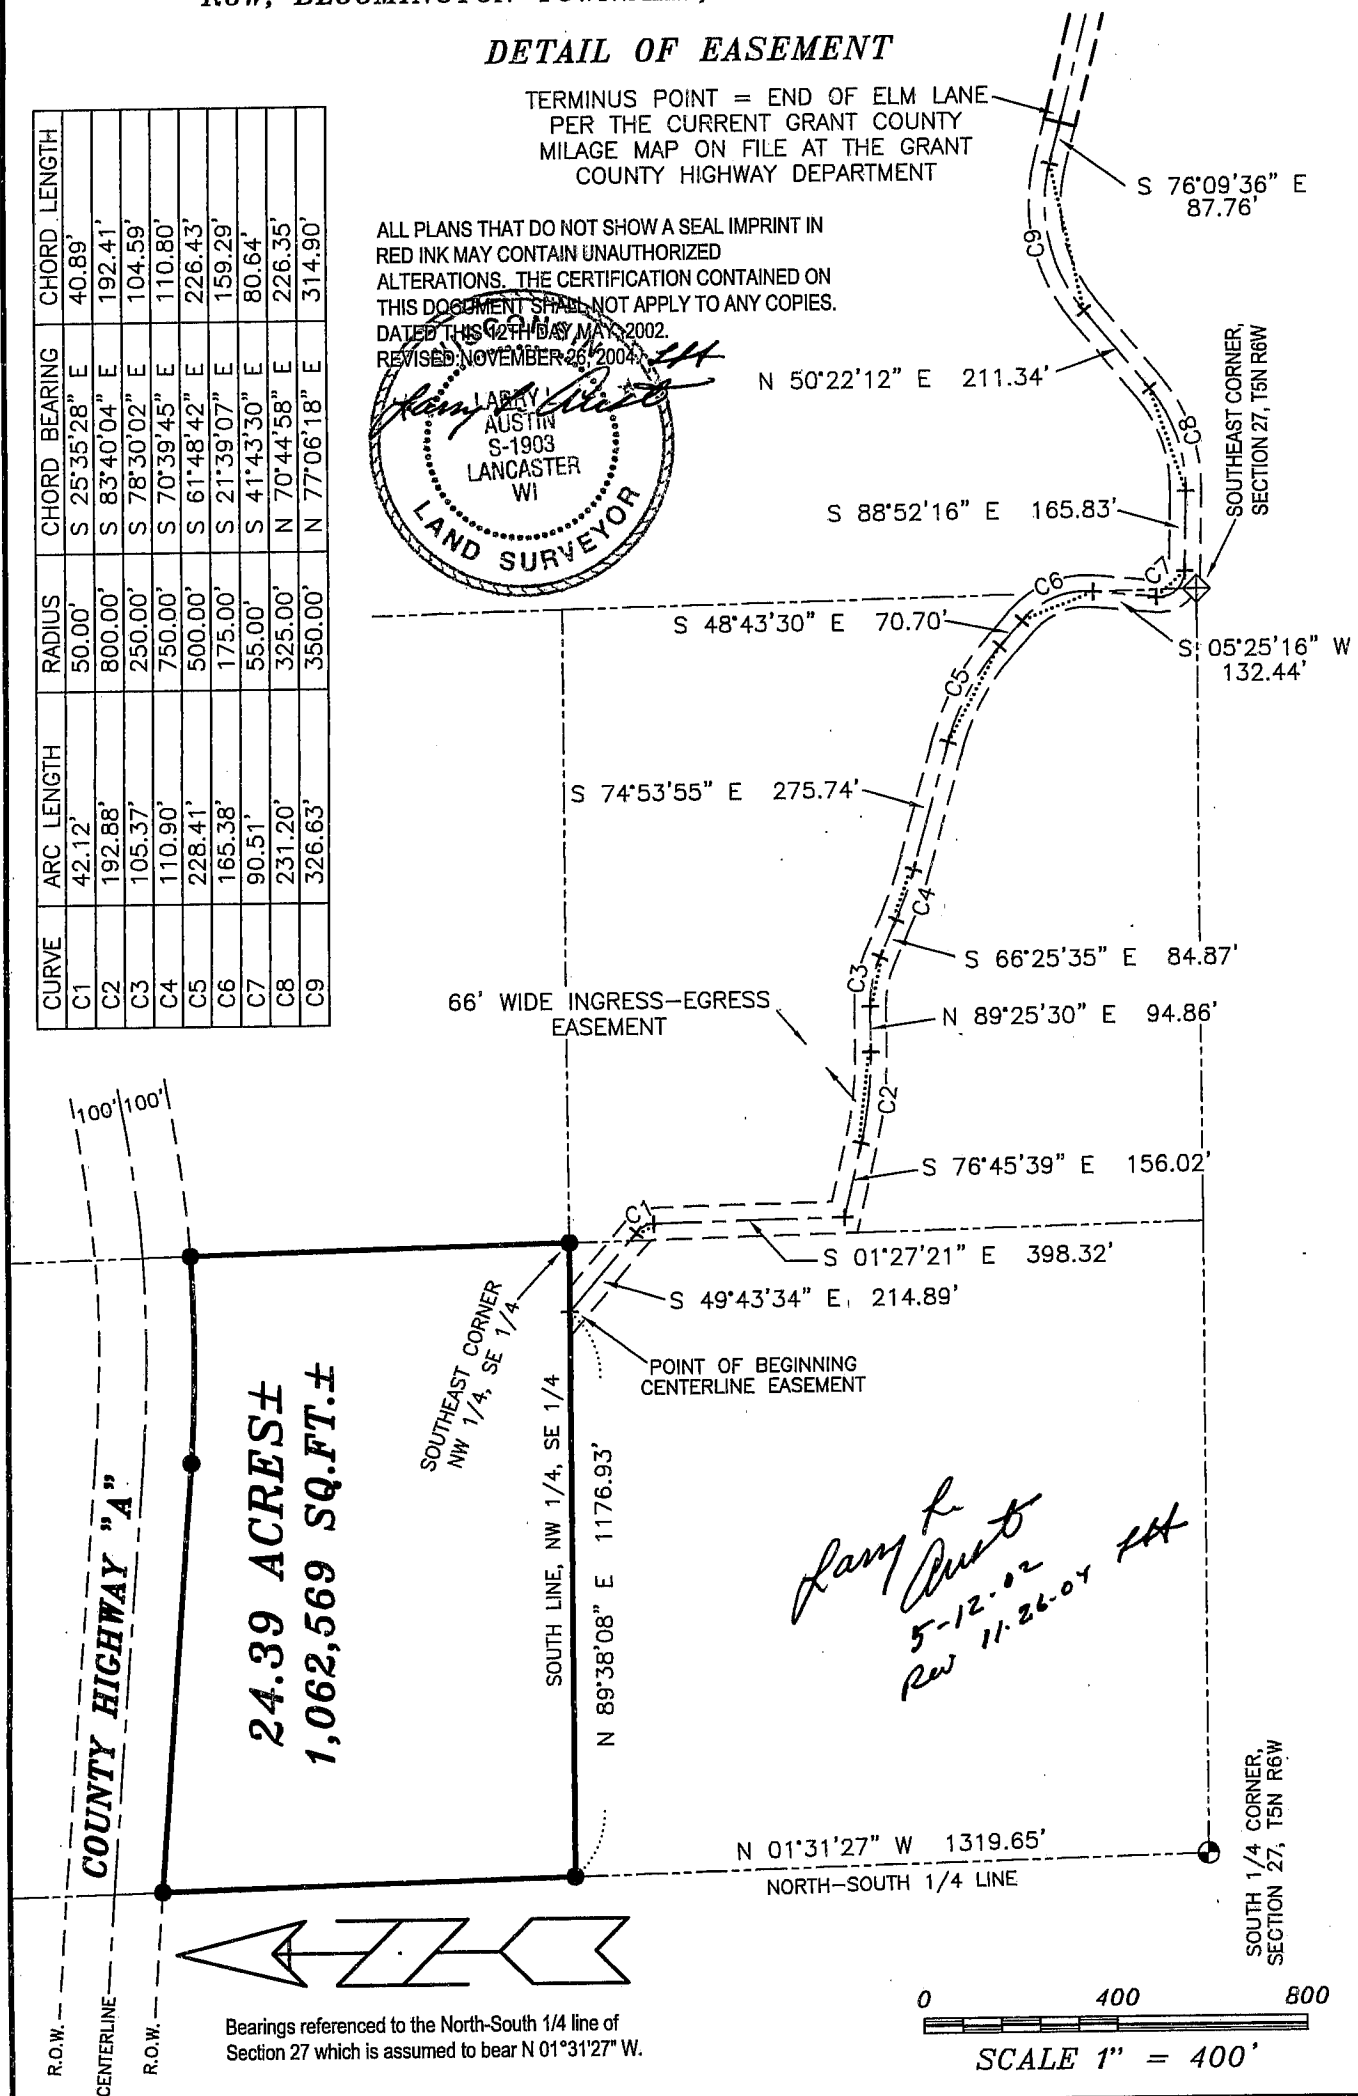 R6W, BLOOMINGTON TOWNSHIP,
DETAIL OF EASEMENT
TERMINUS POINT = END OF ELM LANE
PER THE CURRENT GRANT COUNTY
MILAGE MAP ON FILE AT THE GRANT
COUNTY HIGHWAY DEPARTMENT
CURVE ARC LENGTH RADIUS CHORD BEARING CHORD LENGTH
C1 42.12' 50.00' S 25°35'28" E 40.89'
C2 192.88' 800.00' S 83°40'04" E 192.41'
C3 105.37' 250.00' S 78°30'02" E 104.59'
C4 110.90' 750.00' S 70°39'45" E 110.80'
C5 228.41' 500.00' S 61°48'42" E 226.43'
C6 165.38' 175.00' S 21°39'07" E 159.29'
C7 90.51' 55.00' S 41°43'30" E 80.64'
C8 231.20' 325.00' N 70°44'58" E 226.35'
C9 326.63' 350.00' N 77°06'18" E 314.90'
ALL PLANS THAT DO NOT SHOW A SEAL IMPRINT IN
RED INK MAY CONTAIN UNAUTHORIZED
ALTERATIONS. THE CERTIFICATION CONTAINED ON
THIS DOCUMENT SHALL NOT APPLY TO ANY COPIES.
DATED THIS 12TH DAY, MAY, 2002.
REVISED: NOVEMBER 26, 2004.
WISCONSIN
LARRY L
AUSTIN
S-1903
LANCASTER
WI
LAND SURVEYOR
S 76°09'36" E
87.76'
C9
N 50°22'12" E 211.34'
C8
SOUTHEAST CORNER,
SECTION 27, T5N R6W
S 88°52'16" E 165.83'
C7
C6
S 48°43'30" E 70.70'
S 05°25'16" W
132.44'
C5
S 74°53'55" E 275.74'
C4
S 66°25'35" E 84.87'
C3
66' WIDE INGRESS-EGRESS
EASEMENT
N 89°25'30" E 94.86'
C2
S 76°45'39" E 156.02'
C1
S 01°27'21" E 398.32'
S 49°43'34" E 214.89'
POINT OF BEGINNING
CENTERLINE EASEMENT
SOUTHEAST CORNER
NW 1/4, SE 1/4
100' 100'
COUNTY HIGHWAY "A"
24.39 ACRES±
1,062,569 SQ.FT.±
SOUTH LINE, NW 1/4, SE 1/4
N 89°38'08" E 1176.93'
Larry L
Austin
5-12-02
Rev 11-26-04
N 01°31'27" W 1319.65'
NORTH-SOUTH 1/4 LINE
SOUTH 1/4 CORNER,
SECTION 27, T5N R6W
R.O.W.
CENTERLINE
R.O.W.
N
Bearings referenced to the North-South 1/4 line of
Section 27 which is assumed to bear N 01°31'27" W.
0 400 800
SCALE 1" = 400'